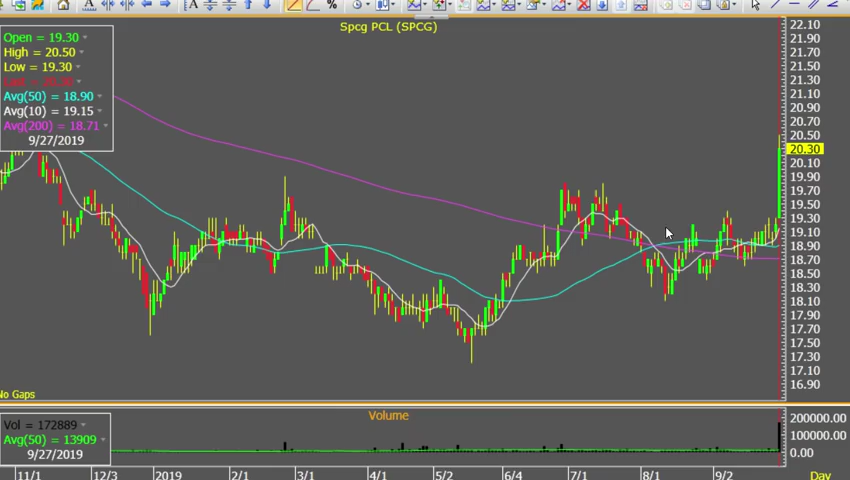 Spcg PCL (SPCG)
Open = 19.30
High = 20.50
Low = 19.30
Last = 20.30
Avg(50) = 18.90
Avg(10) = 19.15
Avg(200) = 18.71
9/27/2019
22.10
21.90
21.70
21.50
21.30
21.10
20.90
20.70
20.50
20.30
20.10
19.90
19.70
19.50
19.30
19.10
18.90
18.70
18.50
18.30
18.10
17.90
17.70
17.50
17.30
17.10
16.90
No Gaps
Volume
Vol = 172889
Avg(50) = 13909
9/27/2019
200000.00
100000.00
0.00
11/1 12/3 2019 2/1 3/1 4/1 5/2 6/4 7/1 8/1 9/2 Day